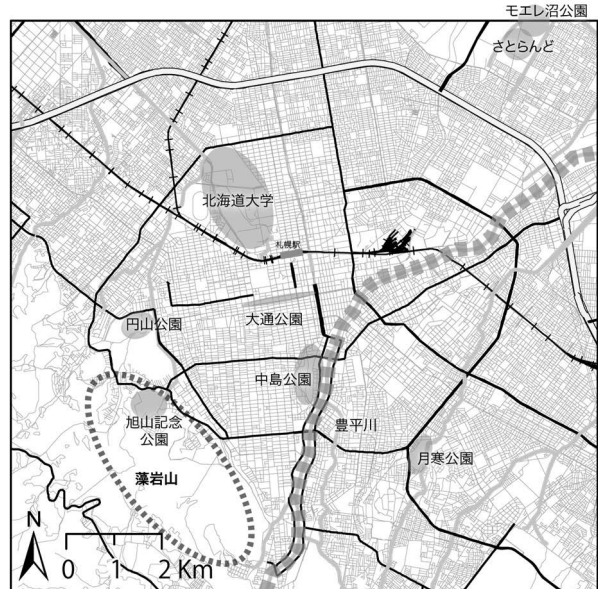 モエレ沼公園
さとらんど
北海道大学
札幌駅
円山公園
大通公園
中島公園
旭山記念
公園
豊平川
月寒公園
藻岩山
N
0 1 2 Km